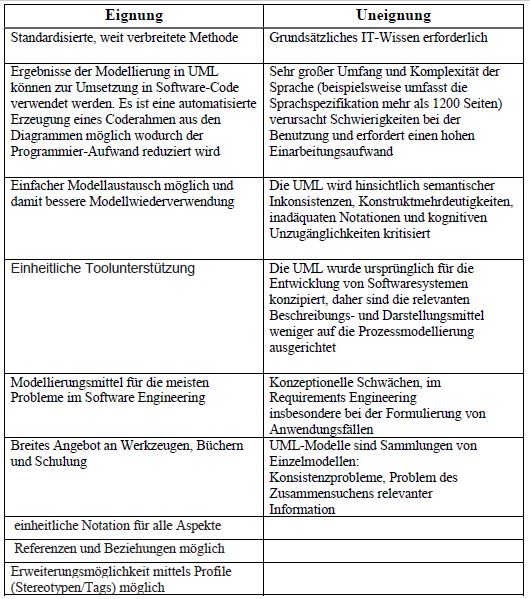 Eignung
Uneignung
Standardisierte, weit verbreitete Methode
Grundsätzliches IT-Wissen erforderlich
Ergebnisse der Modellierung in UML
können zur Umsetzung in Software-Code
verwendet werden. Es ist eine automatisierte
Erzeugung eines Coderahmen aus den
Diagrammen möglich wodurch der
Programmier-Aufwand reduziert wird
Sehr großer Umfang und Komplexität der
Sprache (beispielsweise umfasst die
Sprachspezifikation mehr als 1200 Seiten)
verursacht Schwierigkeiten bei der
Benutzung und erfordert einen hohen
Einarbeitungsaufwand
Einfacher Modellaustausch möglich und
damit bessere Modellwiederverwendung
Die UML wird hinsichtlich semantischer
Inkonsistenzen, Konstruktmehrdeutigkeiten,
inadäquaten Notationen und kognitiven
Unzugänglichkeiten kritisiert
Einheitliche Toolunterstützung
Die UML wurde ursprünglich für die
Entwicklung von Softwaresystemen
konzipiert, daher sind die relevanten
Beschreibungs- und Darstellungsmittel
weniger auf die Prozessmodellierung
ausgerichtet
Modellierungsmittel für die meisten
Probleme im Software Engineering
Konzeptionelle Schwächen, im
Requirements Engineering
insbesondere bei der Formulierung von
Anwendungsfällen
Breites Angebot an Werkzeugen, Büchern
und Schulung
UML-Modelle sind Sammlungen von
Einzelmodellen:
Konsistenzprobleme, Problem des
Zusammensuchens relevanter
Information
einheitliche Notation für alle Aspekte
Referenzen und Beziehungen möglich
Erweiterungsmöglichkeit mittels Profile
(Stereotypen/Tags) möglich